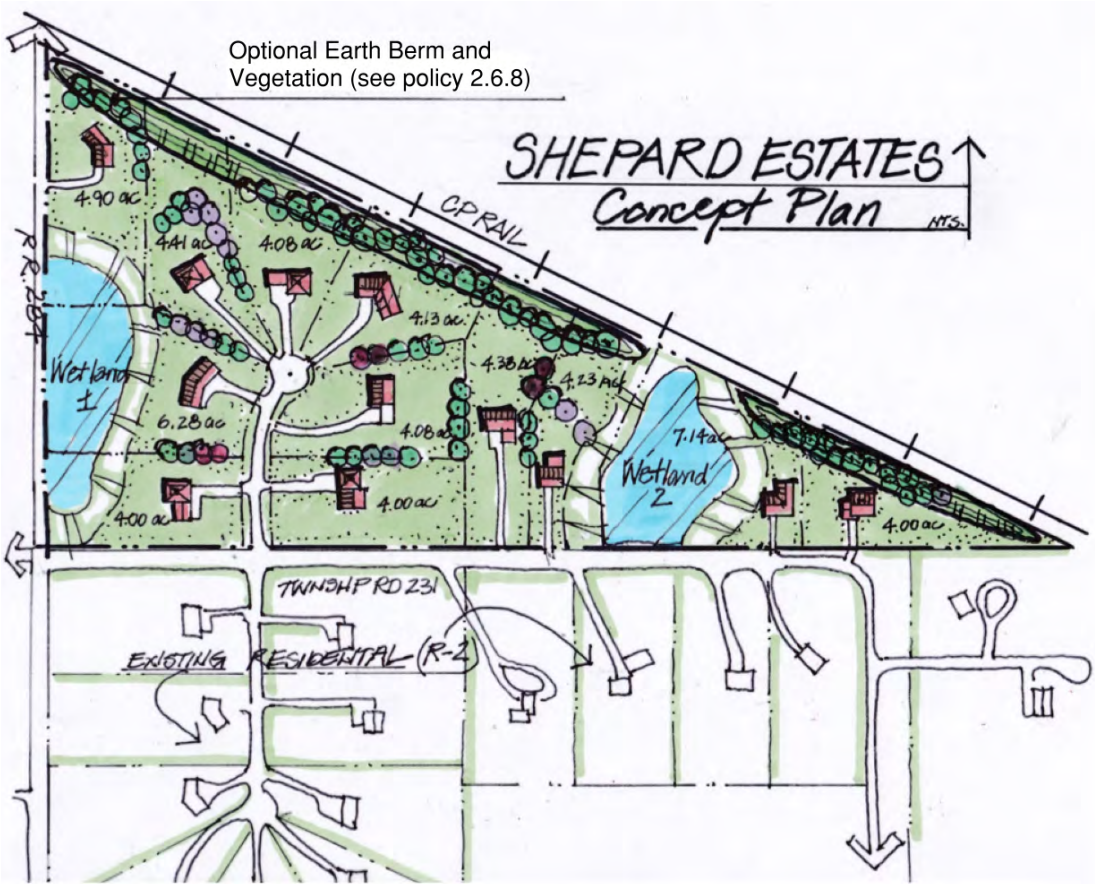 Optional Earth Berm and
Vegetation (see policy 2.6.8)
SHEPARD ESTATES
Concept Plan
N.T.S.
CP RAIL
4.90 ac
4.41 ac
4.08 ac
4.13 ac
4.38 ac
4.23 ac
Wetland
1
6.28 ac
4.08 ac
7.14 ac
Wetland
2
4.00 ac
4.00 ac
4.00 ac
TWNSHP RD 231
EXISTING RESIDENTAL (R-2)